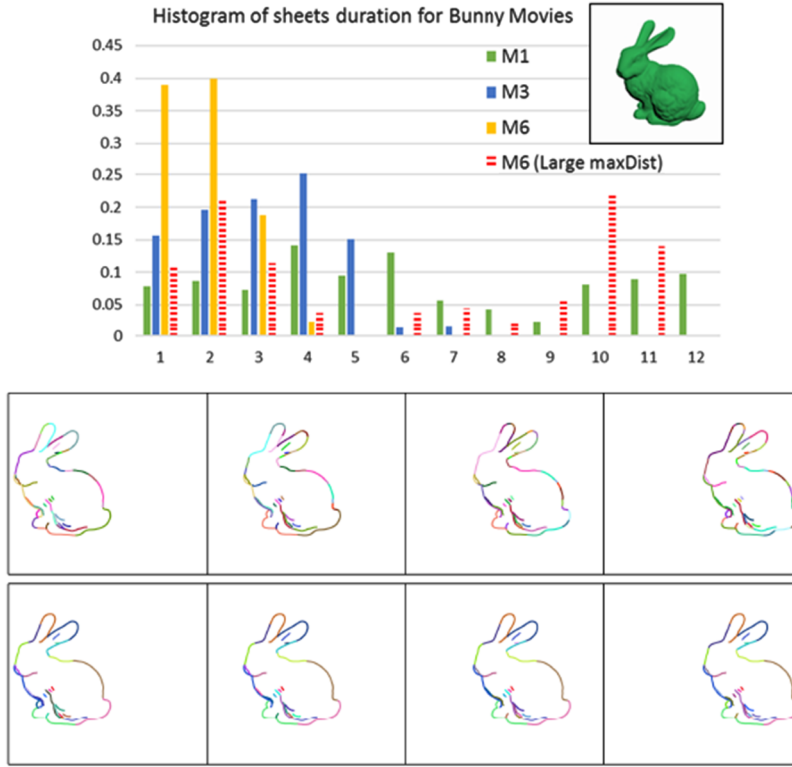 Histogram of sheets duration for Bunny Movies
0.45
0.4
0.35
0.3
0.25
0.2
0.15
0.1
0.05
0
M1
M3
M6
M6 (Large maxDist)
1 2 3 4 5 6 7 8 9 10 11 12